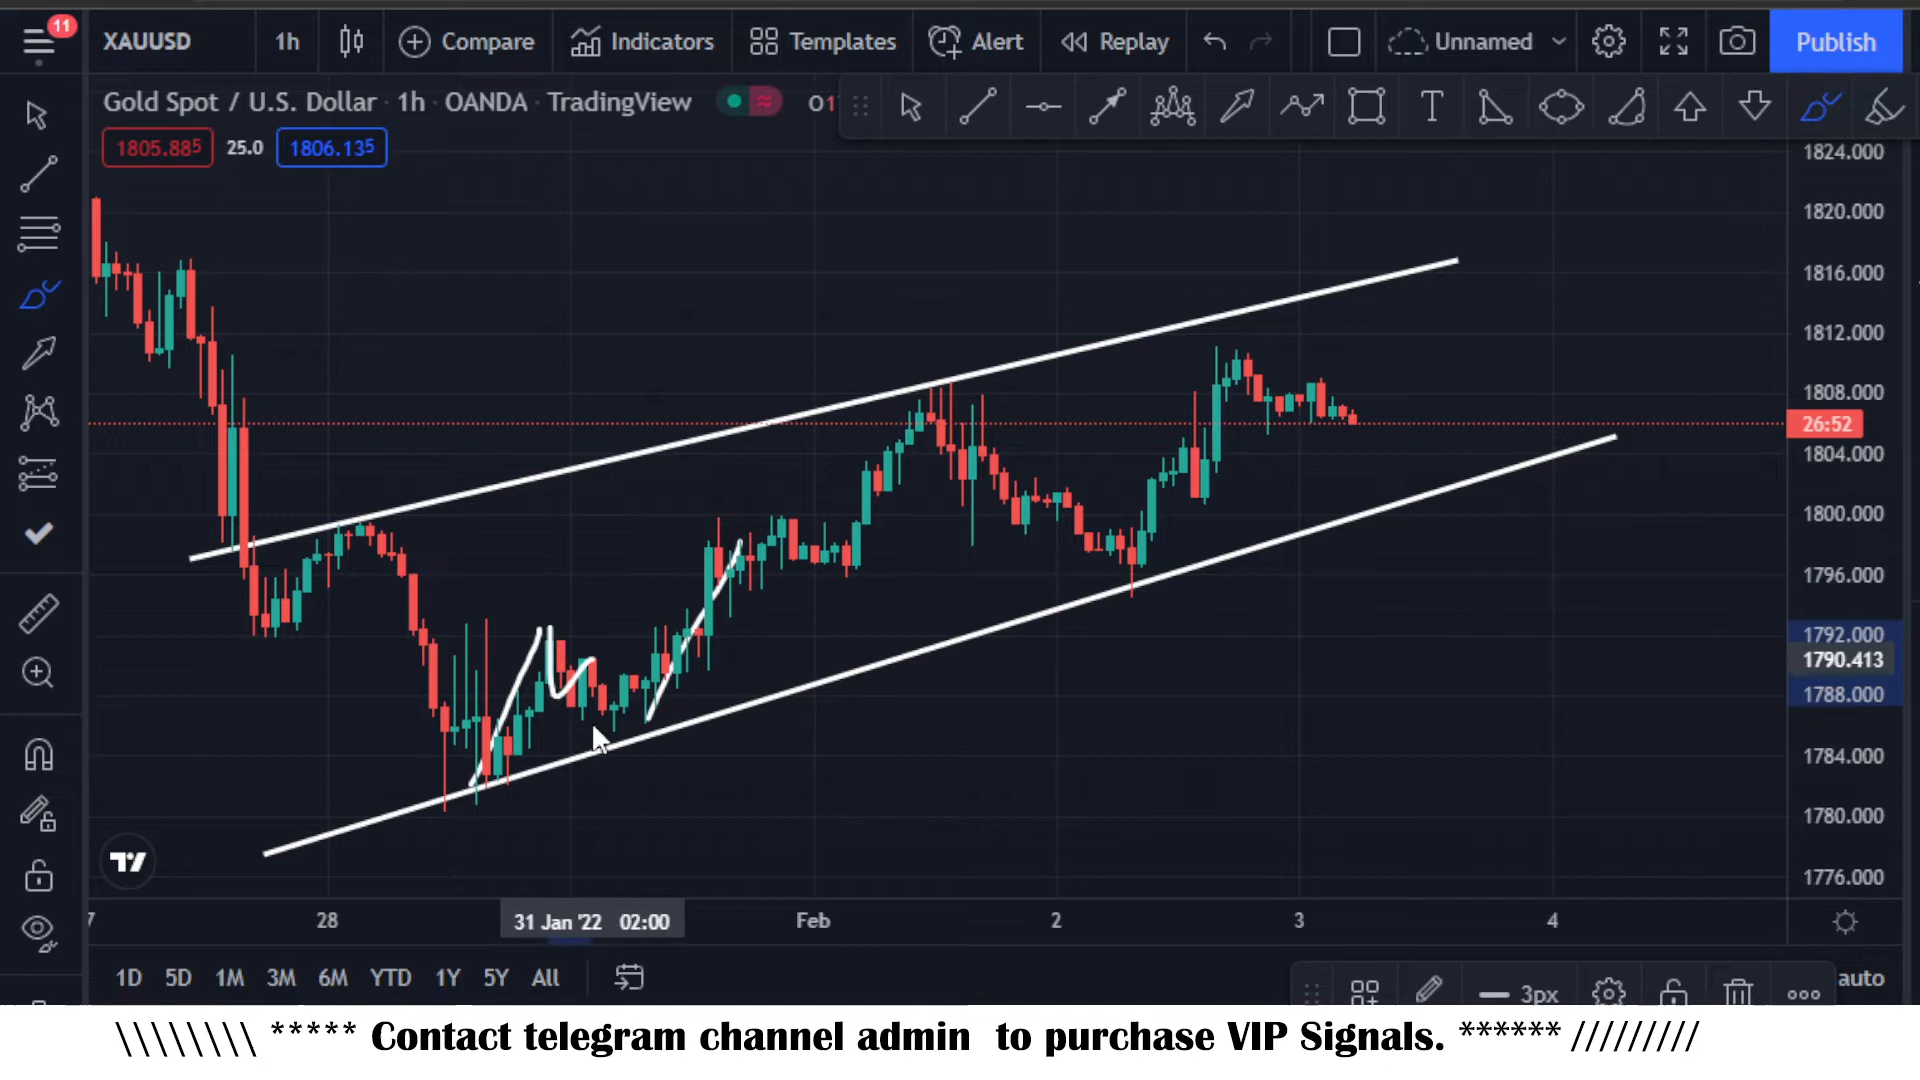 11
XAUUSD 1h Compare Indicators Templates Alert Replay Unnamed Publish
Gold Spot / U.S. Dollar · 1h · OANDA · TradingView O1
1805.885 25.0 1806.135
1824.000
1820.000
1816.000
1812.000
1808.000
26:52
1804.000
1800.000
1796.000
1792.000
1790.413
1788.000
1784.000
1780.000
1776.000
7 28 31 Jan '22 02:00 Feb 2 3 4
1D 5D 1M 3M 6M YTD 1Y 5Y All 3px auto
\\\\\\\\ ***** Contact telegram channel admin to purchase VIP Signals. ****** /////////